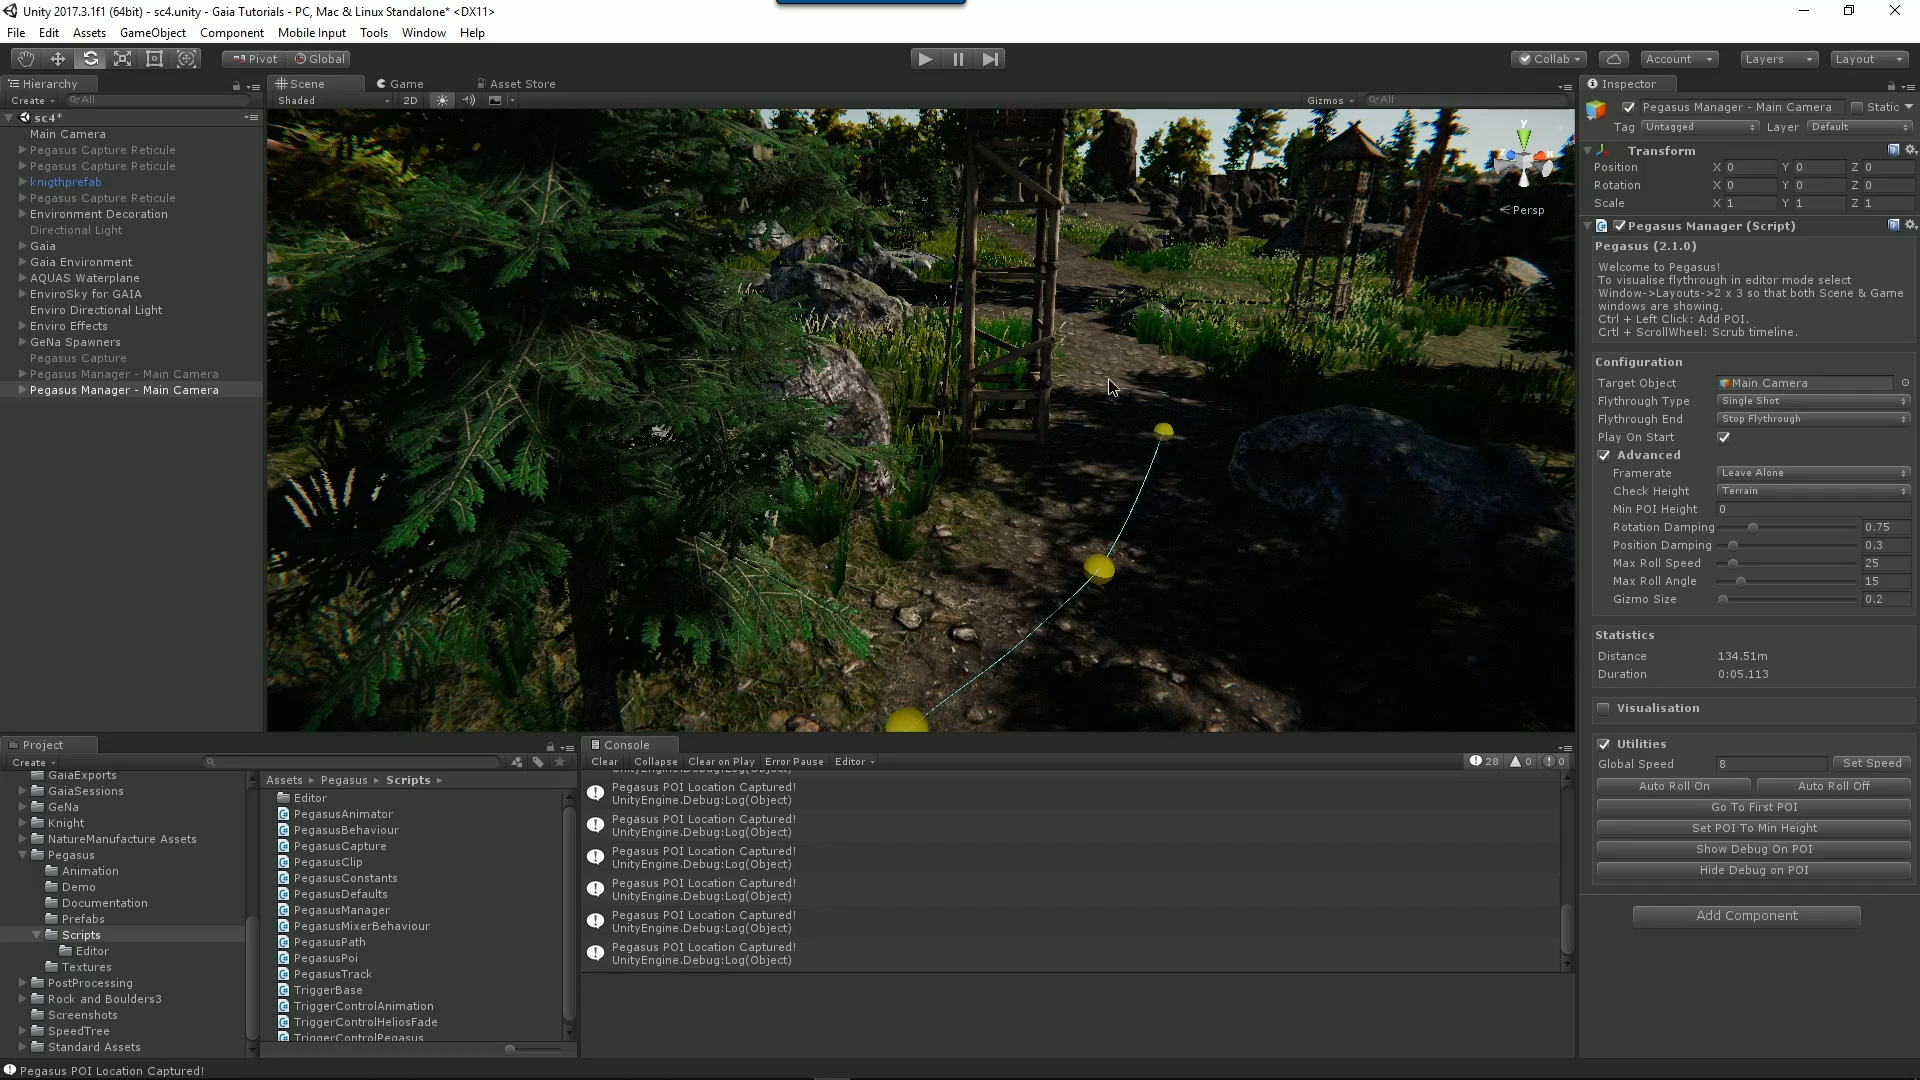 Unity 2017.3.1f1 (64bit) - sc4.unity - Gaia Tutorials - PC, Mac & Linux Standalone* <DX11>
File Edit Assets GameObject Component Mobile Input Tools Window Help
Pivot Global Collab Account Layers Layout
Hierarchy
Create All
sc4*
Main Camera
Pegasus Capture Reticule
Pegasus Capture Reticule
knigthprefab
Pegasus Capture Reticule
Environment Decoration
Directional Light
Gaia
Gaia Environment
AQUAS Waterplane
EnviroSky for GAIA
Enviro Directional Light
Enviro Effects
GeNa Spawners
Pegasus Capture
Pegasus Manager - Main Camera
Pegasus Manager - Main Camera
Scene Game Asset Store
Shaded 2D Gizmos All
y
x
Persp
Inspector
Pegasus Manager - Main Camera Static
Tag Untagged Layer Default
Transform
Position X 0 Y 0 Z 0
Rotation X 0 Y 0 Z 0
Scale X 1 Y 1 Z 1
Pegasus Manager (Script)
Pegasus (2.1.0)
Welcome to Pegasus!
To visualise flythrough in editor mode select
Window->Layouts->2 x 3 so that both Scene & Game
windows are showing.
Ctrl + Left Click: Add POI.
Crtl + ScrollWheel: Scrub timeline.
Configuration
Target Object Main Camera
Flythrough Type Single Shot
Flythrough End Stop Flythrough
Play On Start
Advanced
Framerate Leave Alone
Check Height Terrain
Min POI Height 0
Rotation Damping 0.75
Position Damping 0.3
Max Roll Speed 25
Max Roll Angle 15
Gizmo Size 0.2
Statistics
Distance 134.51m
Duration 0:05.113
Visualisation
Utilities
Global Speed 8 Set Speed
Auto Roll On Auto Roll Off
Go To First POI
Set POI To Min Height
Show Debug On POI
Hide Debug on POI
Add Component
Project
Create
GaiaExports
GaiaSessions
GeNa
Knight
NatureManufacture Assets
Pegasus
Animation
Demo
Documentation
Prefabs
Scripts
Editor
Textures
PostProcessing
Rock and Boulders3
Screenshots
SpeedTree
Standard Assets
Assets Pegasus Scripts
Editor
PegasusAnimator
PegasusBehaviour
PegasusCapture
PegasusClip
PegasusConstants
PegasusDefaults
PegasusManager
PegasusMixerBehaviour
PegasusPath
PegasusPoi
PegasusTrack
TriggerBase
TriggerControlAnimation
TriggerControlHeliosFade
TriggerControlPegasus
Console
Clear Collapse Clear on Play Error Pause Editor 28 0 0
UnityEngine.Debug:Log(Object)
Pegasus POI Location Captured!
UnityEngine.Debug:Log(Object)
Pegasus POI Location Captured!
UnityEngine.Debug:Log(Object)
Pegasus POI Location Captured!
UnityEngine.Debug:Log(Object)
Pegasus POI Location Captured!
UnityEngine.Debug:Log(Object)
Pegasus POI Location Captured!
UnityEngine.Debug:Log(Object)
Pegasus POI Location Captured!
UnityEngine.Debug:Log(Object)
Pegasus POI Location Captured!